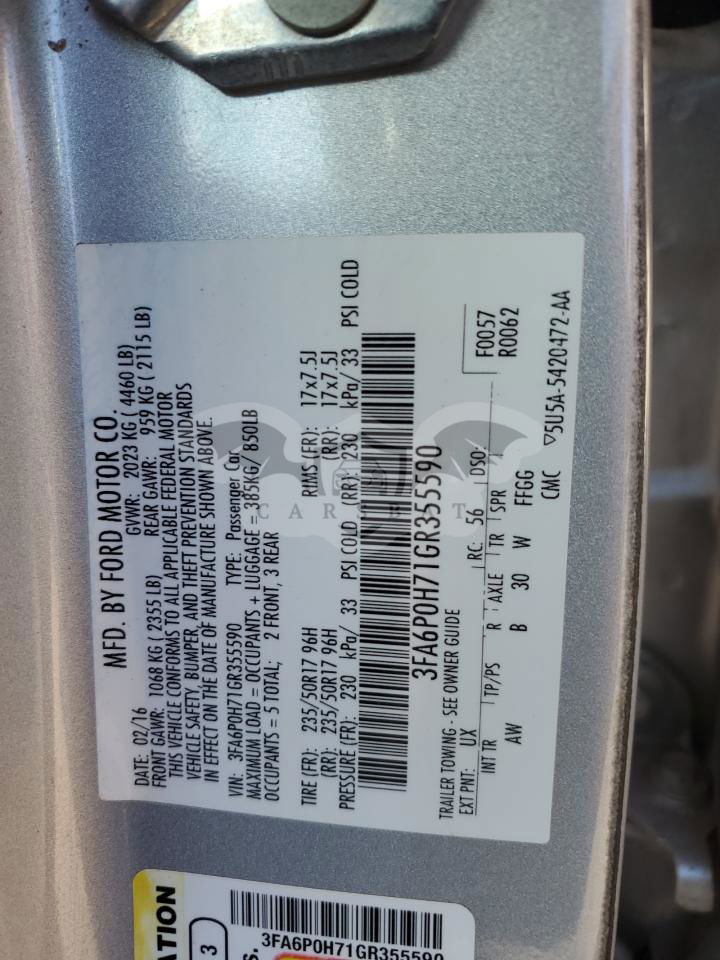 MFD. BY FORD MOTOR CO.
DATE: 02/16 GVWR: 2023 KG ( 4460 LB)
FRONT GAWR: 1068 KG ( 2355 LB) REAR GAWR: 959 KG ( 2115 LB)
THIS VEHICLE CONFORMS TO ALL APPLICABLE FEDERAL MOTOR
VEHICLE SAFETY, BUMPER, AND THEFT PREVENTION STANDARDS
IN EFFECT ON THE DATE OF MANUFACTURE SHOWN ABOVE.
VIN: 3FA6P0H71GR355590 TYPE: Passenger Car
MAXIMUM LOAD = OCCUPANTS + LUGGAGE = 385KG/850LB
OCCUPANTS = 5 TOTAL; 2 FRONT, 3 REAR
TIRE (FR): 235/50R17 96H RIMS (FR): 17x7.5J
(RR): 235/50R17 96H (RR): 17x7.5J
PRESSURE (FR): 230 kPa/ 33 PSI COLD (RR): 230 kPa/ 33 PSI COLD
3FA6P0H71GR355590
TRAILER TOWING - SEE OWNER GUIDE
EXT PNT: UX RC: 56 DSO: F0057
INT TR TP/PS R AXLE TR SPR R0062
AW B 30 W FFGG
CMC ▽5U5A-5420472-AA
CARSBAT
3
3FA6P0H71GR355590